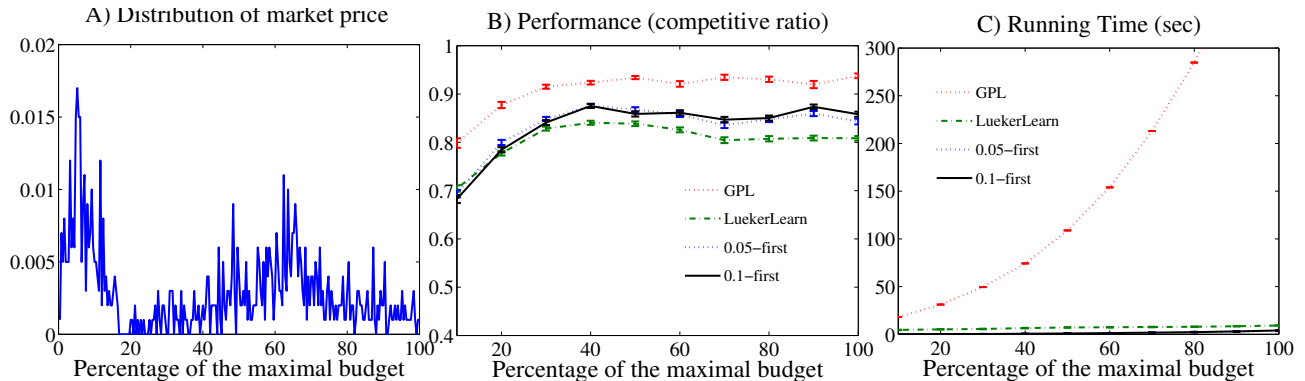 A) Distribution of market price
0.02
0.015
0.01
0.005
0
0 20 40 60 80 100
Percentage of the maximal budget
B) Performance (competitive ratio)
1
0.9
0.8
0.7
0.6
0.5
0.4
GPL
LuekerLearn
0.05−first
0.1−first
20 40 60 80 100
Percentage of the maximal budget
C) Running Time (sec)
300
250
200
150
100
50
0
GPL
LuekerLearn
0.05−first
0.1−first
20 40 60 80 100
Percentage of the maximal budget